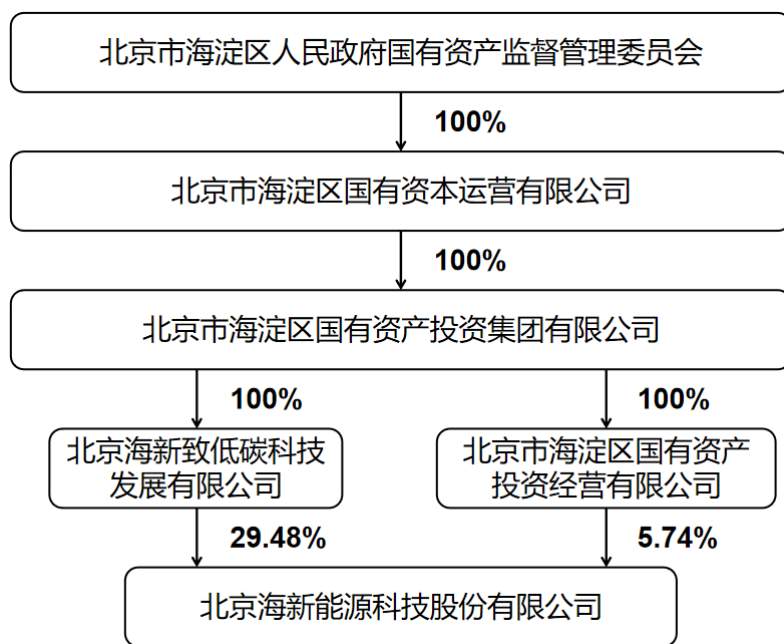 北京市海淀区人民政府国有资产监督管理委员会
100%
北京市海淀区国有资本运营有限公司
100%
北京市海淀区国有资产投资集团有限公司
100%
100%
北京海新致低碳科技
发展有限公司
北京市海淀区国有资产
投资经营有限公司
29.48%
5.74%
北京海新能源科技股份有限公司